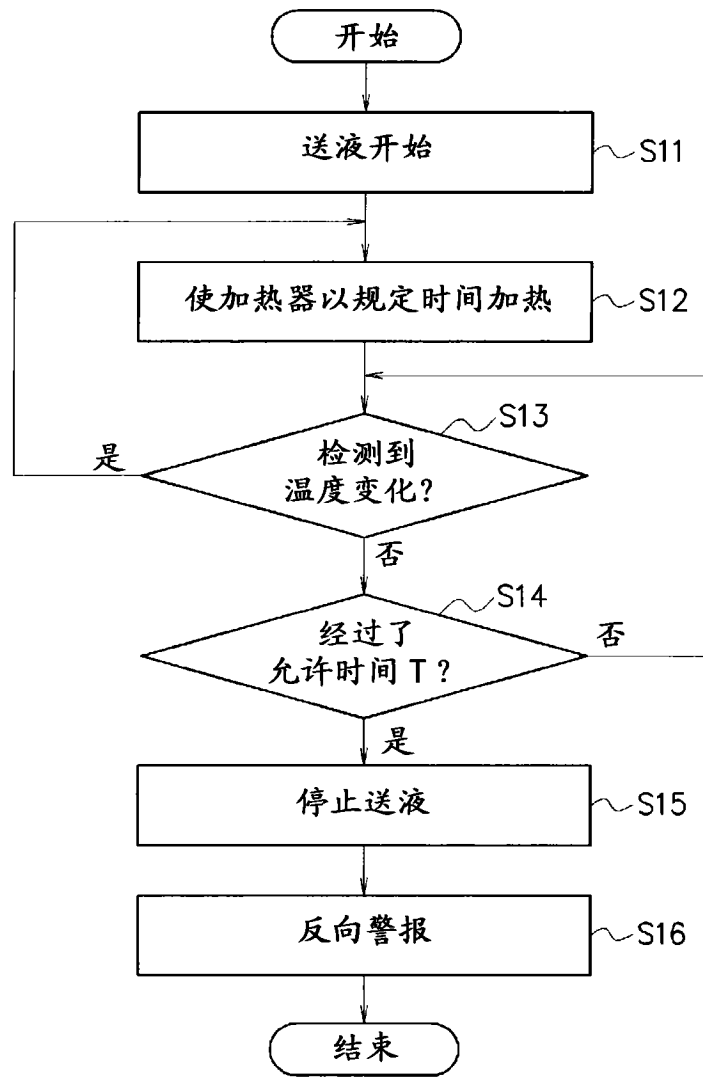 开始
送液开始
S11
使加热器以规定时间加热
S12
S13
检测到
温度变化?
是
否
S14
经过了
允许时间 T ?
否
是
停止送液
S15
反向警报
S16
结束